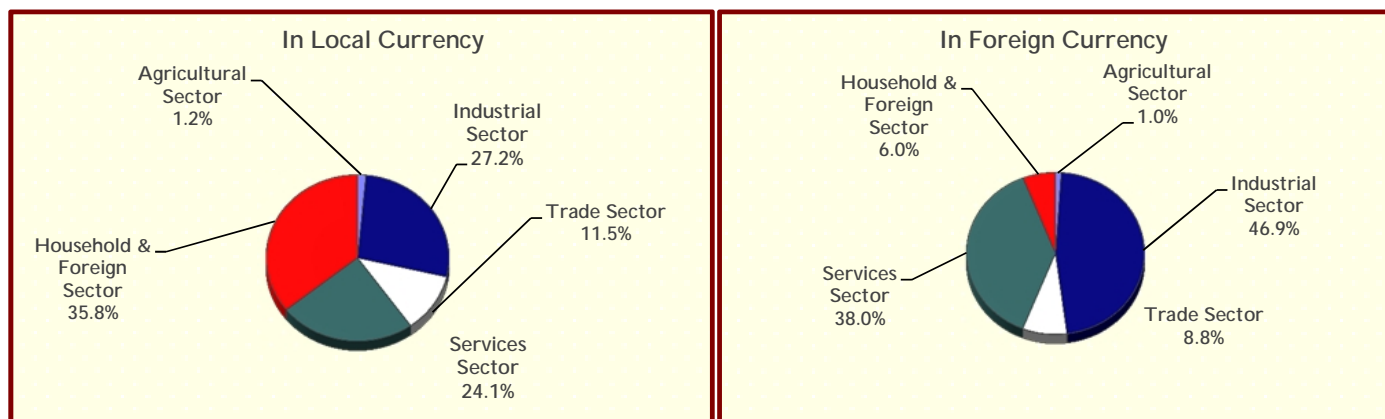 In Local Currency
Agricultural
Sector
1.2%
Industrial
Sector
27.2%
Trade Sector
11.5%
Household &
Foreign
Sector
35.8%
Services
Sector
24.1%
In Foreign Currency
Household &
Foreign
Sector
6.0%
Agricultural
Sector
1.0%
Industrial
Sector
46.9%
Services
Sector
38.0%
Trade Sector
8.8%